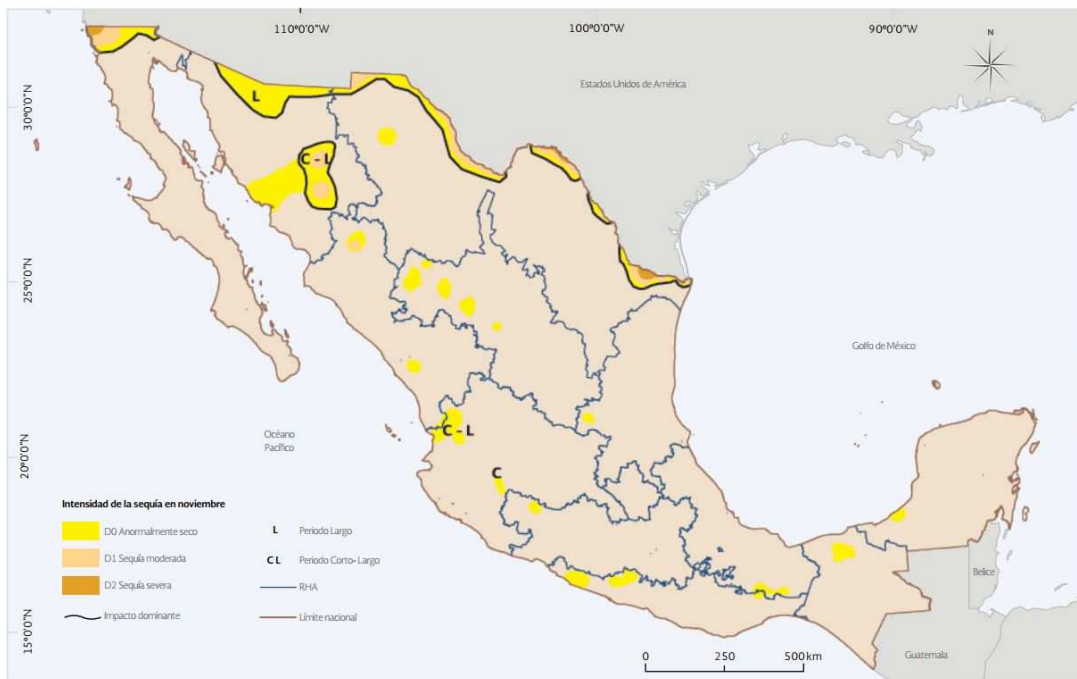 110°0'0"W
100°0'0"W
90°0'0"W
N
Estados Unidos de América
30°0'0"N
L
C - L
25°0'0"N
Golfo de México
Océano
Pacífico
C - L
20°0'0"N
C
Intensidad de la sequía en noviembre
D0 Anormalmente seco
L Periodo Largo
D1 Sequía moderada
C L Periodo Corto- Largo
D2 Sequía severa
RHA
Impacto dominante
Límite nacional
Belice
15°0'0"N
Guatemala
0 250 500 km